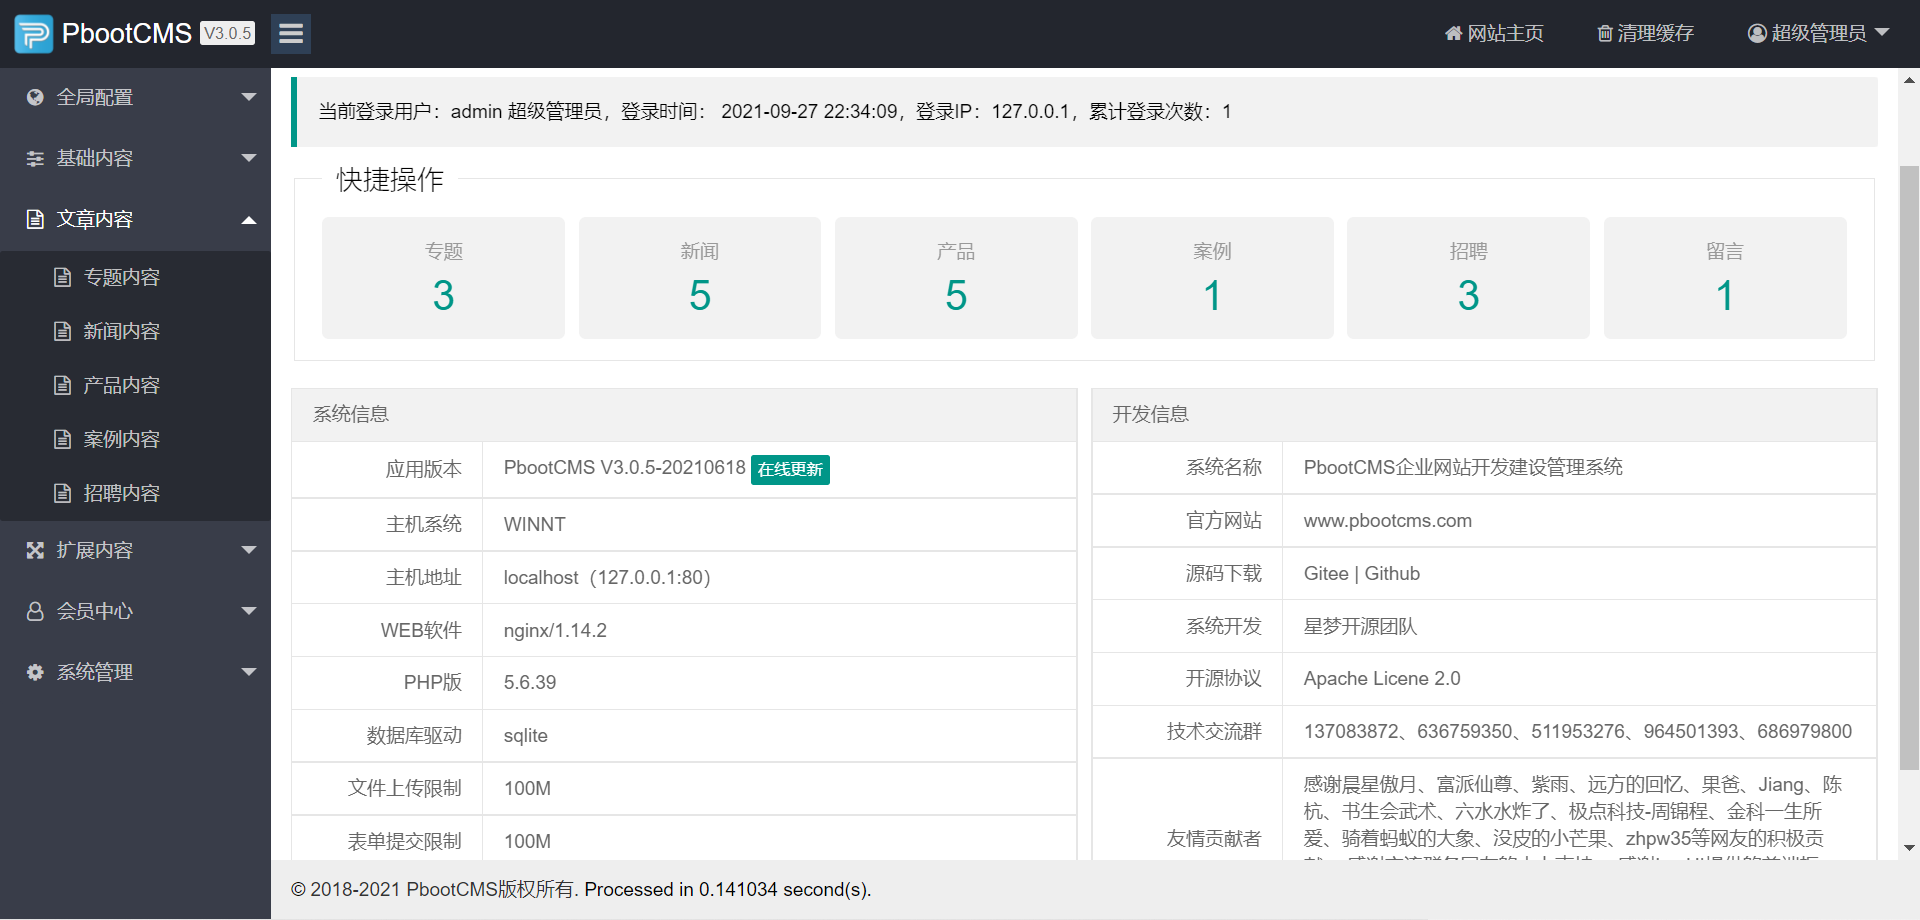 PbootCMS V3.0.5
网站主页 清理缓存 超级管理员
全局配置
基础内容
文章内容
专题内容
新闻内容
产品内容
案例内容
招聘内容
扩展内容
会员中心
系统管理
当前登录用户：admin 超级管理员，登录时间： 2021-09-27 22:34:09，登录IP：127.0.0.1，累计登录次数：1
快捷操作
专题 新闻 产品 案例 招聘 留言
3 5 5 1 3 1
系统信息
应用版本 PbootCMS V3.0.5-20210618 在线更新
主机系统 WINNT
主机地址 localhost（127.0.0.1:80）
WEB软件 nginx/1.14.2
PHP版 5.6.39
数据库驱动 sqlite
文件上传限制 100M
表单提交限制 100M
开发信息
系统名称 PbootCMS企业网站开发建设管理系统
官方网站 www.pbootcms.com
源码下载 Gitee | Github
系统开发 星梦开源团队
开源协议 Apache Licene 2.0
技术交流群 137083872、636759350、511953276、964501393、686979800
友情贡献者
感谢晨星傲月、富派仙尊、紫雨、远方的回忆、果爸、Jiang、陈
杭、书生会武术、六水水炸了、极点科技-周锦程、金科一生所
爱、骑着蚂蚁的大象、没皮的小芒果、zhpw35等网友的积极贡
© 2018-2021 PbootCMS版权所有. Processed in 0.141034 second(s).